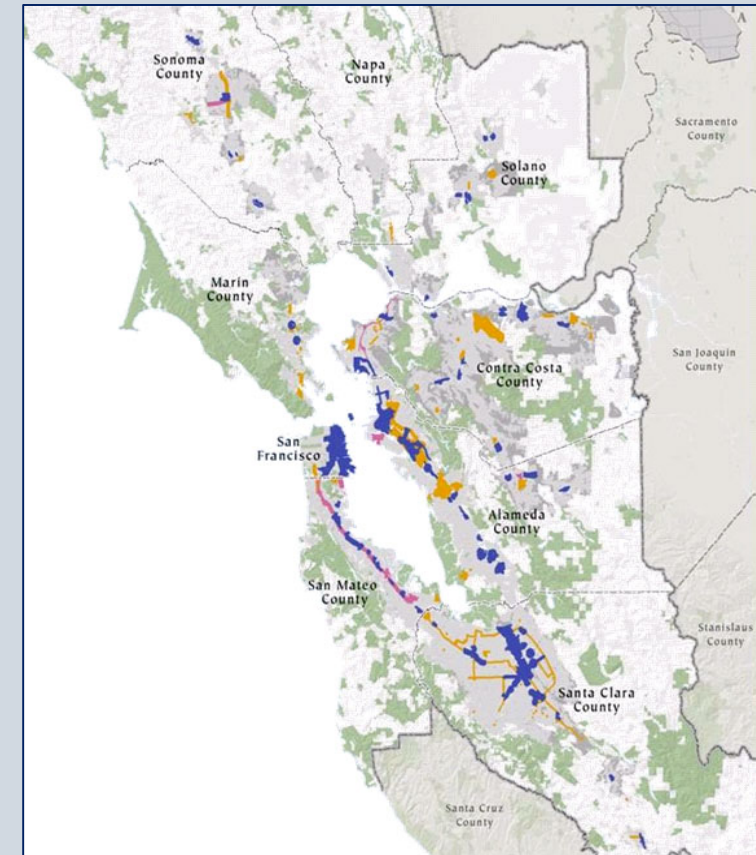 A
Sonoma
County
Napa
County
Sacramento
County
Solano
County
Marin
County
San Joaquin
County
Contra Costa
County
San
Francisco
Alameda
County
San Mateo
County
Stanislaus
County
Santa Clara
County
Santa Cruz
County